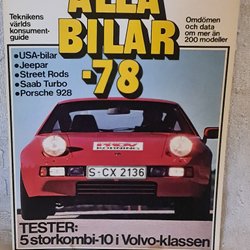 ALLA
Teknikens
världs
konsument-
guide
BILAR
Omdömen
och data
om mer än
200 modeller
-78
•USA-bilar
•Jeepar
•Street Rods
•Saab Turbo
•Porsche 928
S-CX 2136
TESTER:
5 storkombi-10 i Volvo-klassen